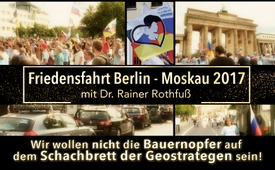 Friedensfahrt Berlin - Moskau 2017
mit Dr. Rainer Rothfuß
Wir wollen nicht die Bauernopfer auf
dem Schachbrett der Geostrategen sein!